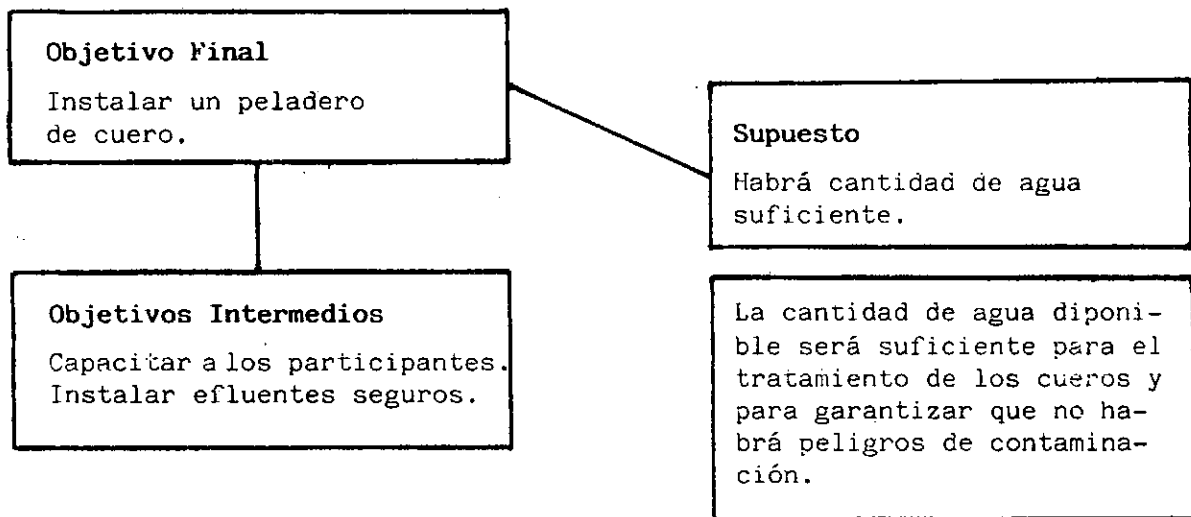 Objetivo Final
Instalar un peladero
de cuero.
Supuesto
Habrá cantidad de agua
suficiente.
Objetivos Intermedios
Capacitar a los participantes.
Instalar efluentes seguros.
La cantidad de agua diponi-
ble será suficiente para el
tratamiento de los cueros y
para garantizar que no ha-
brá peligros de contamina-
ción.